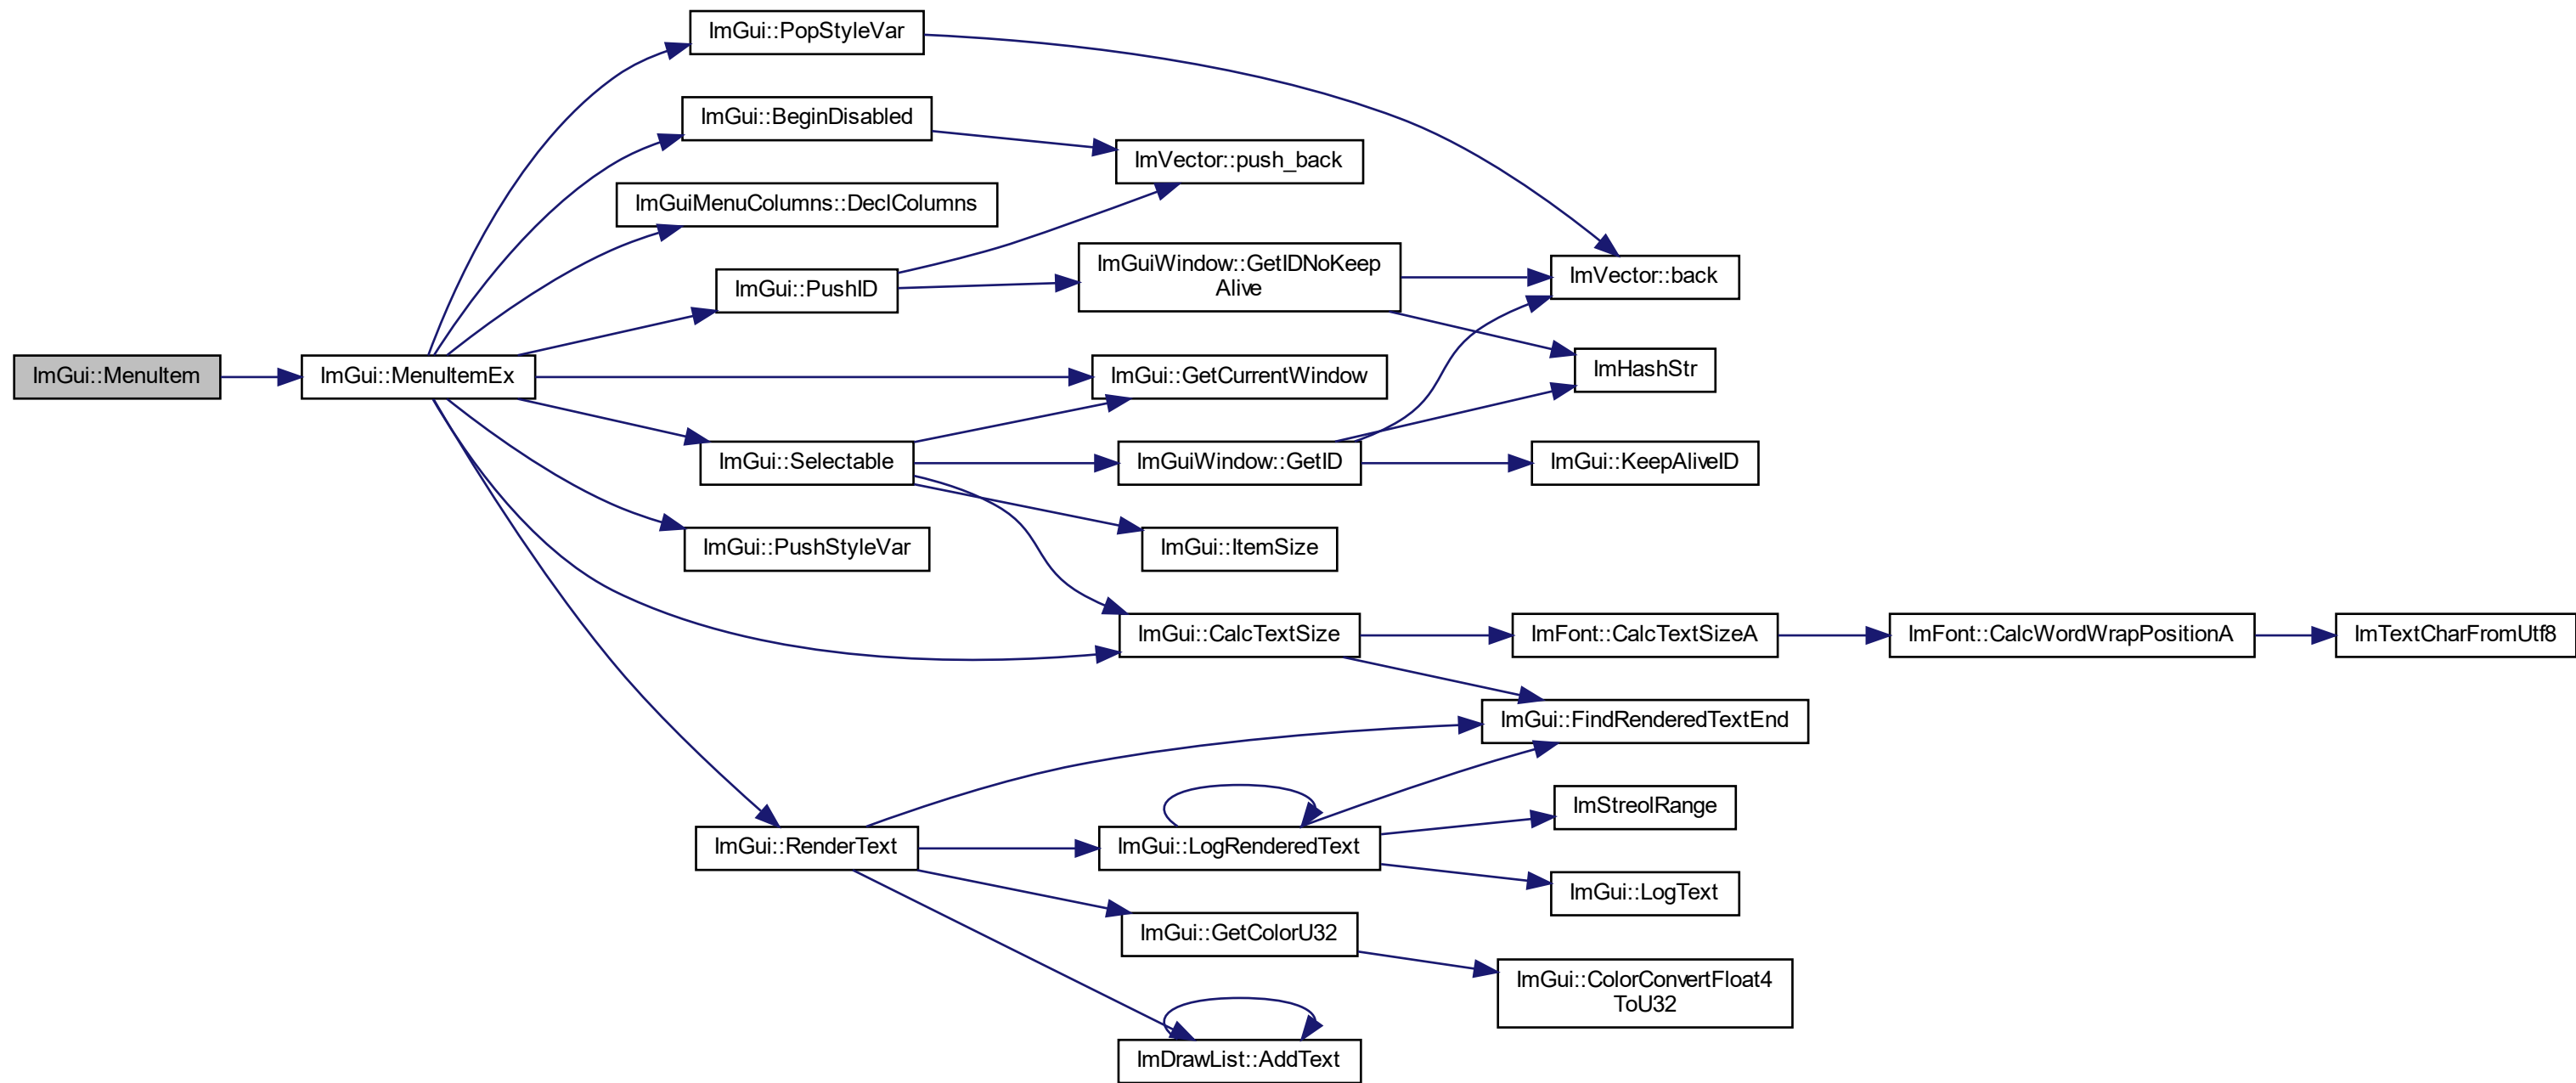 ImGui::PopStyleVar
ImGui::BeginDisabled
ImVector::push_back
ImGuiMenuColumns::DeclColumns
ImGuiWindow::GetIDNoKeep
Alive
ImGui::PushID
ImVector::back
ImGui::MenuItem
ImGui::MenuItemEx
ImGui::GetCurrentWindow
ImHashStr
ImGui::Selectable
ImGuiWindow::GetID
ImGui::KeepAliveID
ImGui::PushStyleVar
ImGui::ItemSize
ImGui::CalcTextSize
ImFont::CalcTextSizeA
ImFont::CalcWordWrapPositionA
ImTextCharFromUtf8
ImGui::FindRenderedTextEnd
ImStreolRange
ImGui::RenderText
ImGui::LogRenderedText
ImGui::LogText
ImGui::GetColorU32
ImGui::ColorConvertFloat4
ToU32
ImDrawList::AddText